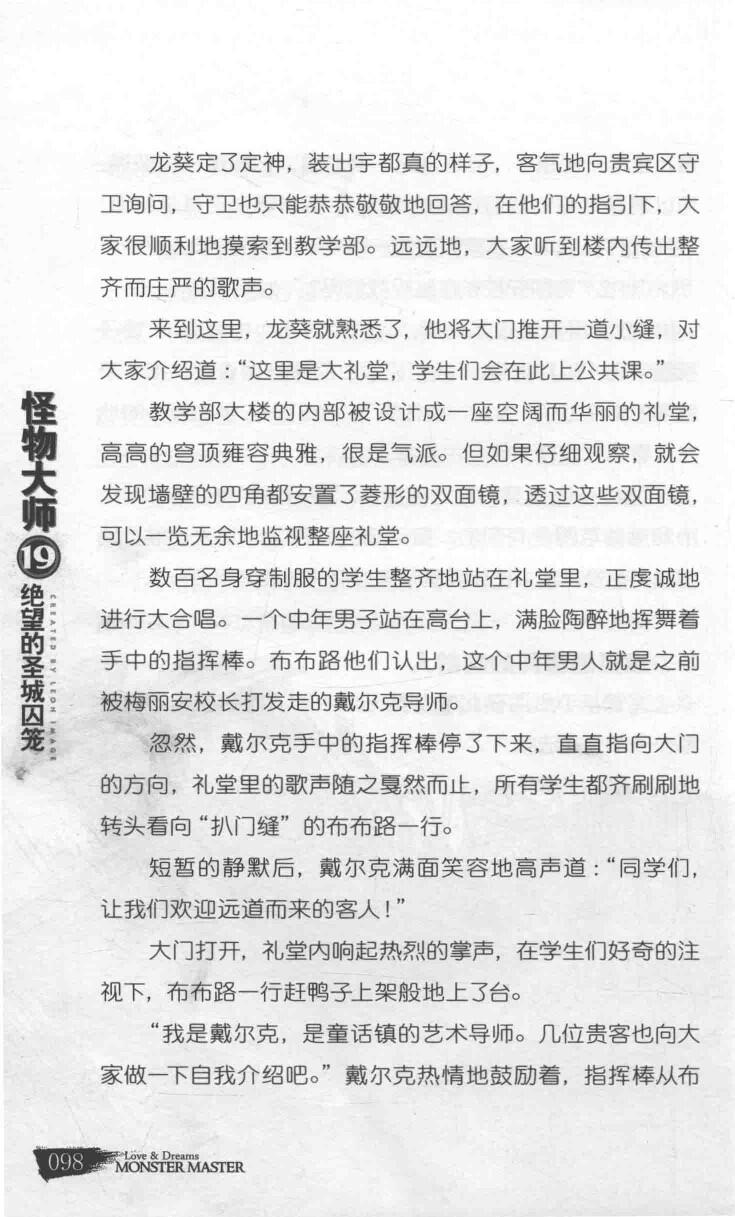 龙葵定了定神，装出宇都真的样子，客气地向贵宾区守
卫询问，守卫也只能恭恭敬敬地回答，在他们的指引下，大
家很顺利地摸索到教学部。远远地，大家听到楼内传出整
齐而庄严的歌声。
来到这里，龙葵就熟悉了，他将大门推开一道小缝，对
大家介绍道：“这里是大礼堂，学生们会在此上公共课。”
教学部大楼的内部被设计成一座空阔而华丽的礼堂，
高高的穹顶雍容典雅，很是气派。但如果仔细观察，就会
发现墙壁的四角都安置了菱形的双面镜，透过这些双面镜，
可以一览无余地监视整座礼堂。
数百名身穿制服的学生整齐地站在礼堂里，正虔诚地
进行大合唱。一个中年男子站在高台上，满脸陶醉地挥舞着
手中的指挥棒。布布路他们认出，这个中年男人就是之前
被梅丽安校长打发走的戴尔克导师。
忽然，戴尔克手中的指挥棒停了下来，直直指向大门
的方向，礼堂里的歌声随之戛然而止，所有学生都齐刷刷地
转头看向“扒门缝”的布布路一行。
短暂的静默后，戴尔克满面笑容地高声道：“同学们，
让我们欢迎远道而来的客人！”
大门打开，礼堂内响起热烈的掌声，在学生们好奇的注
视下，布布路一行赶鸭子上架般地上了台。
“我是戴尔克，是童话镇的艺术导师。几位贵客也向大
家做一下自我介绍吧。”戴尔克热情地鼓励着，指挥棒从布
怪物大师
19
绝望的圣城囚笼
CREATED BY LEON IMAGE
098
Love & Dreams
MONSTER MASTER